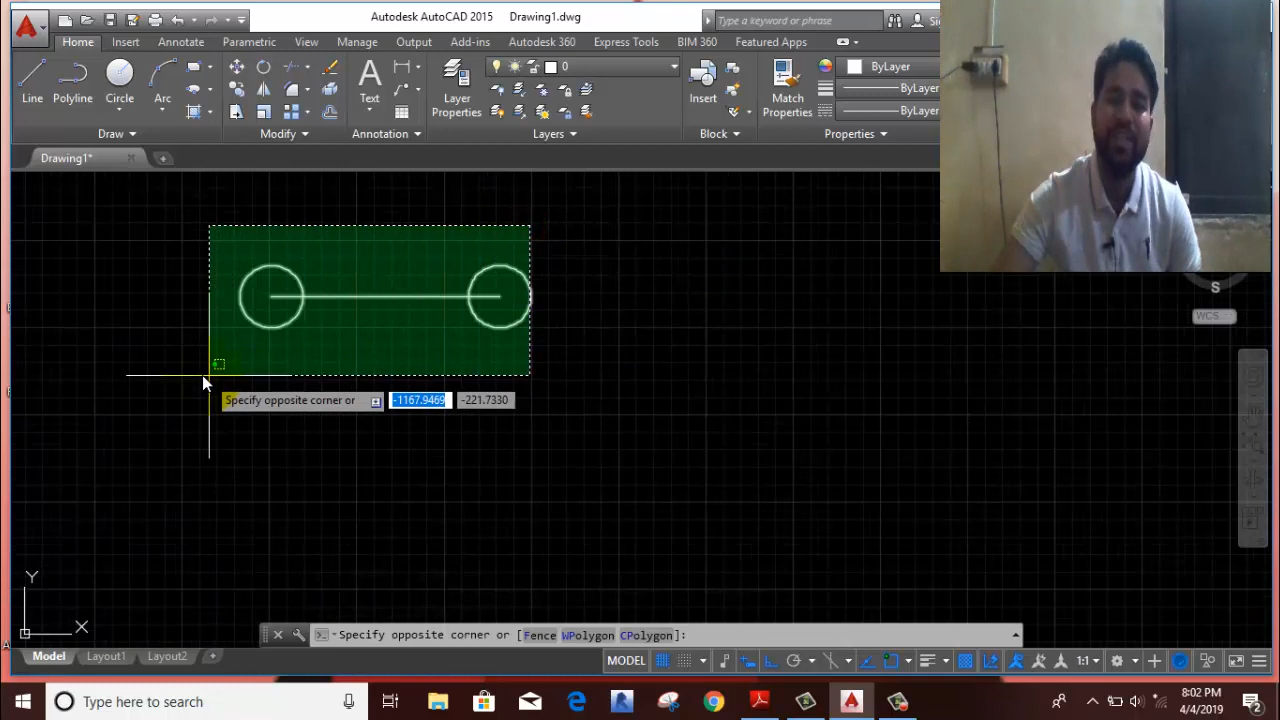 Autodesk AutoCAD 2015 Drawing1.dwg
Type a keyword or phrase
Home Insert Annotate Parametric View Manage Output Add-ins Autodesk 360 Express Tools BIM 360 Featured Apps
0
ByLayer
ByLayer
ByLayer
Line Polyline Circle Arc Text Layer Properties Insert Match Properties
Draw Modify Annotation Layers Block Properties
Drawing1*
S
WCS
Specify opposite corner or -1167.9469 -221.7330
Y
X
Specify opposite corner or [Fence WPolygon CPolygon]:
Model Layout1 Layout2
MODEL 1:1
Type here to search
8:02 PM
4/4/2019
2